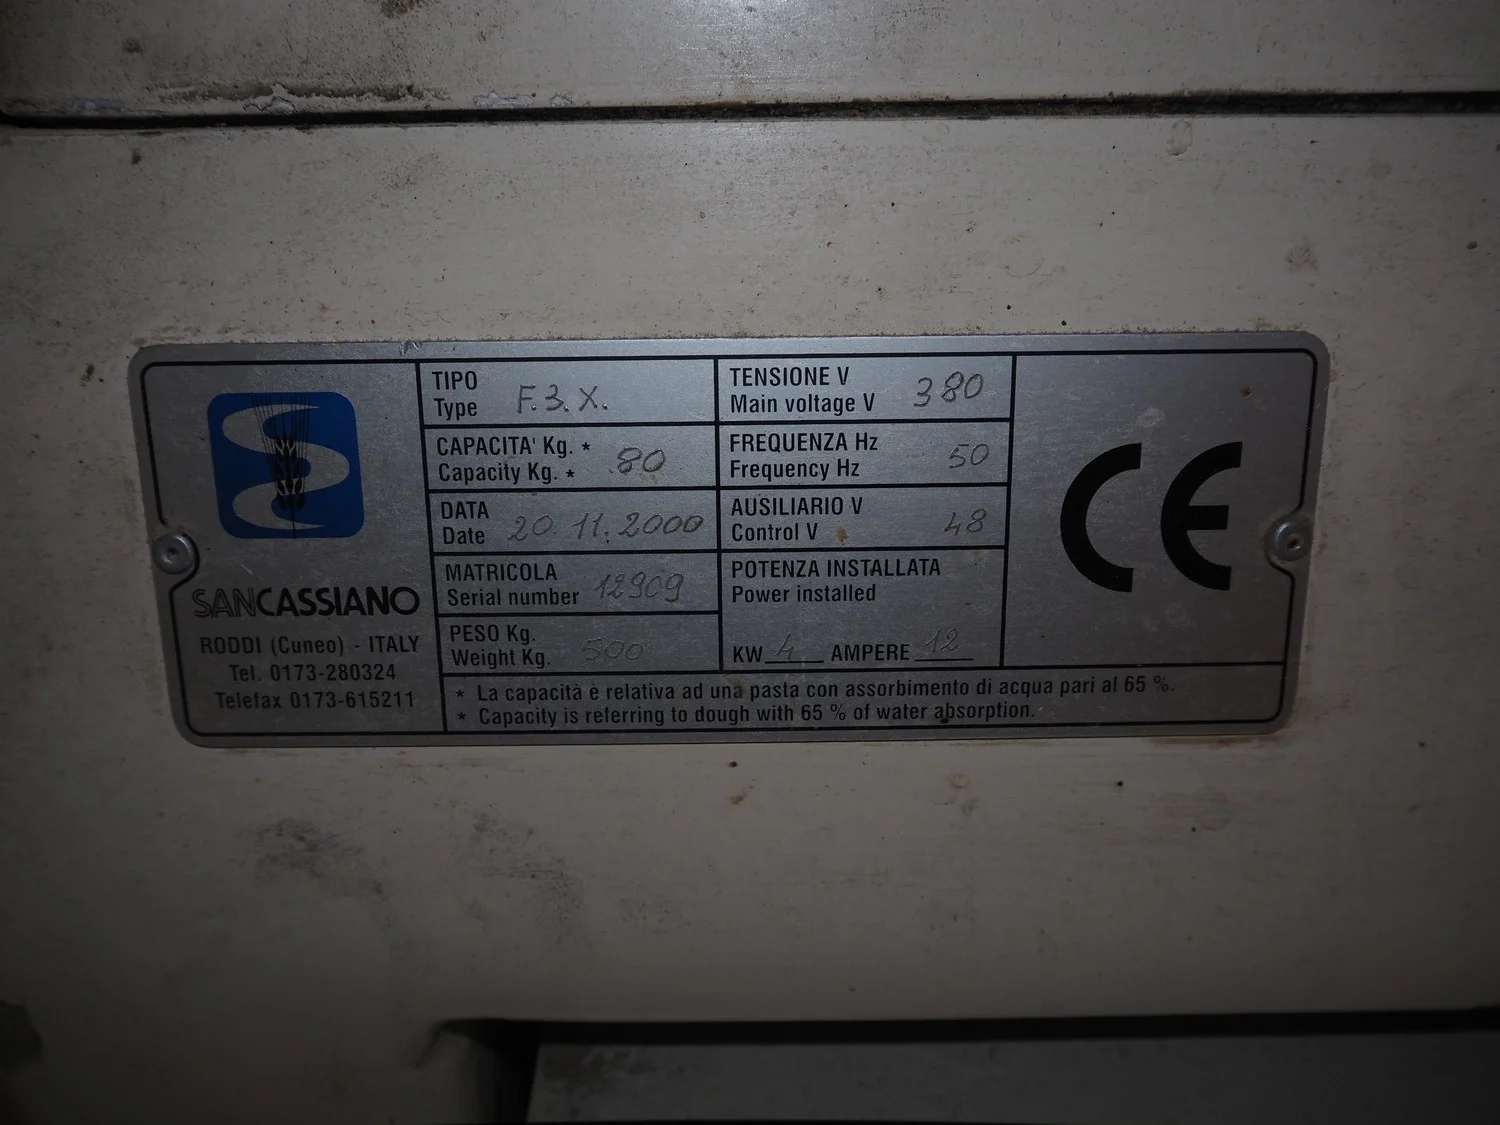 SANCASSIANO
RODDI (Cuneo) - ITALY
Tel. 0173-280324
Telefax 0173-615211
TIPO
Type F.3.X.
CAPACITA' Kg. *
Capacity Kg. * 80
DATA
Date 20.11.2000
MATRICOLA
Serial number 12909
PESO Kg.
Weight Kg. 500
TENSIONE V
Main voltage V 380
FREQUENZA Hz
Frequency Hz 50
AUSILIARIO V
Control V 48
POTENZA INSTALLATA
Power installed
KW 4 AMPERE 12
CE
* La capacità e relativa ad una pasta con assorbimento di acqua pari al 65 %.
* Capacity is referring to dough with 65 % of water absorption.